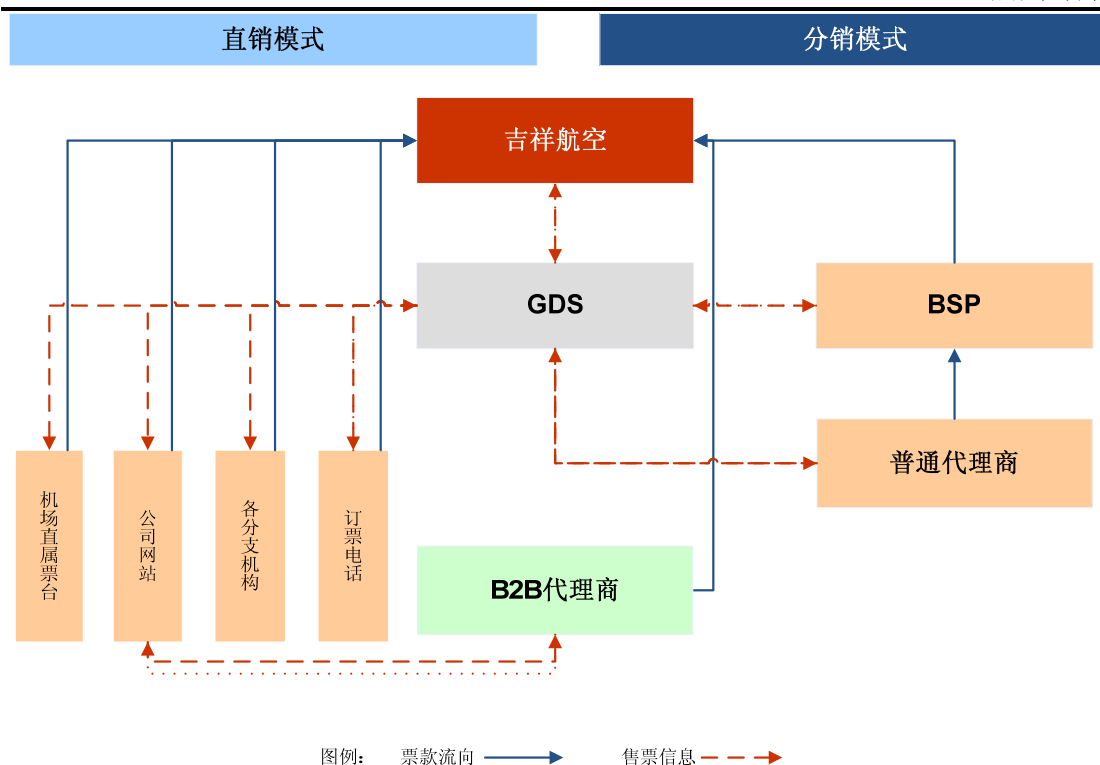 直销模式
分销模式
吉祥航空
GDS
BSP
普通代理商
机场直属票台
公司网站
各分支机构
订票电话
B2B代理商
图例： 票款流向 售票信息